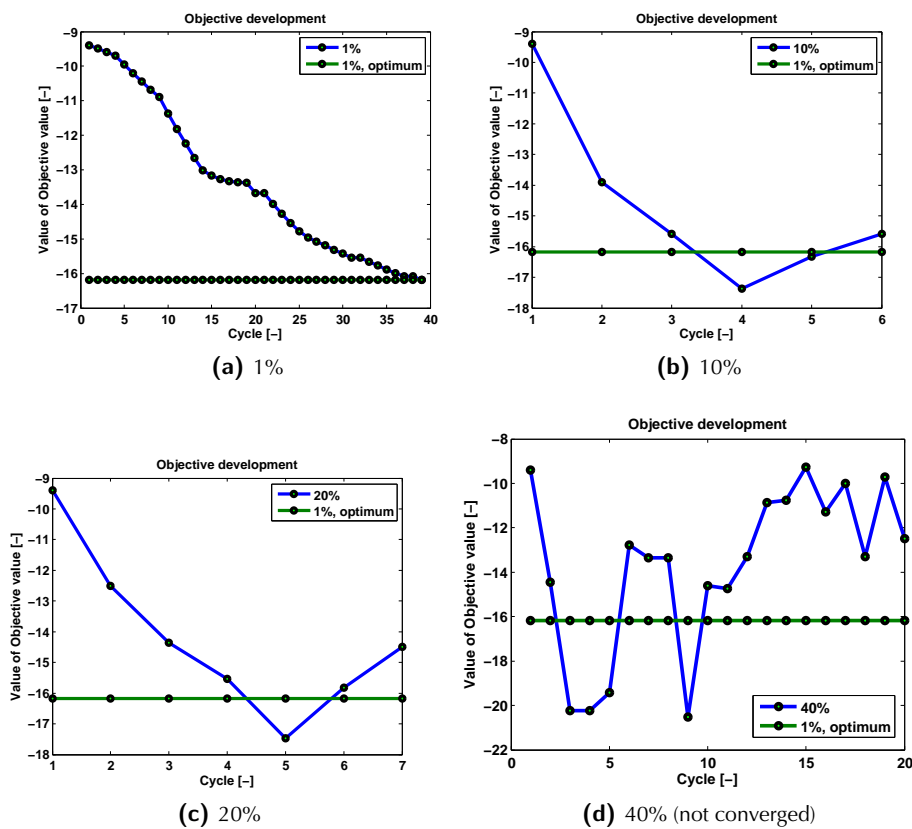 Objective development
−9
−10
−11
−12
−13
−14
−15
−16
−17
0 5 10 15 20 25 30 35 40
Value of Objective value [−]
Cycle [−]
1%
1%, optimum
(a) 1%
Objective development
−9
−10
−11
−12
−13
−14
−15
−16
−17
−18
1 2 3 4 5 6
Value of Objective value [−]
Cycle [−]
10%
1%, optimum
(b) 10%
Objective development
−9
−10
−11
−12
−13
−14
−15
−16
−17
−18
1 2 3 4 5 6 7
Value of Objective value [−]
Cycle [−]
20%
1%, optimum
(c) 20%
Objective development
−8
−10
−12
−14
−16
−18
−20
−22
0 5 10 15 20
Value of Objective value [−]
Cycle [−]
40%
1%, optimum
(d) 40% (not converged)